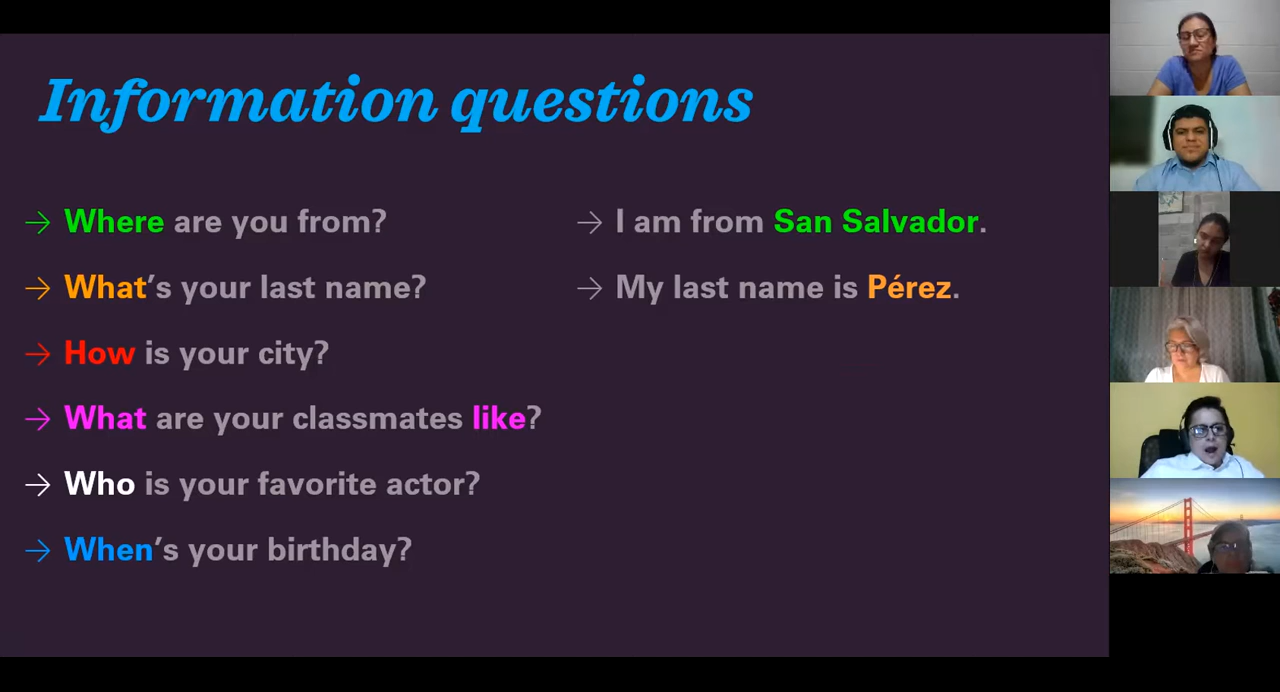 Information questions
→ Where are you from?
→ I am from San Salvador.
→ What's your last name?
→ My last name is Pérez.
→ How is your city?
→ What are your classmates like?
→ Who is your favorite actor?
→ When's your birthday?